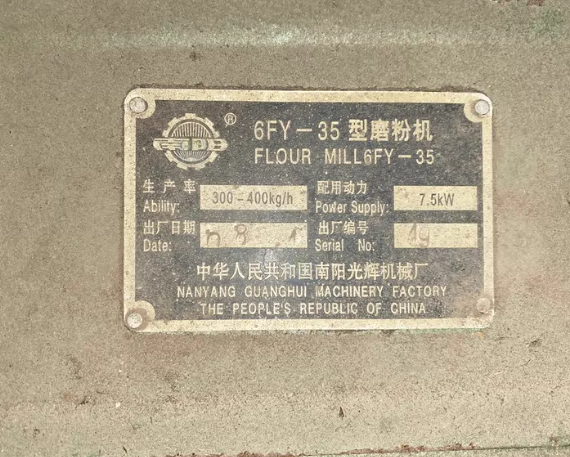 ®
6FY-35 型磨粉机
FLOUR MILL6FY-35
生产率 300-400kg/h 配用动力 7.5kW
Ability: Power Supply:
出厂日期 出厂编号
Date: Serial No:
中华人民共和国南阳光辉机械厂
NANYANG GUANGHUI MACHINERY FACTORY
THE PEOPLE'S REPUBLIC OF CHINA